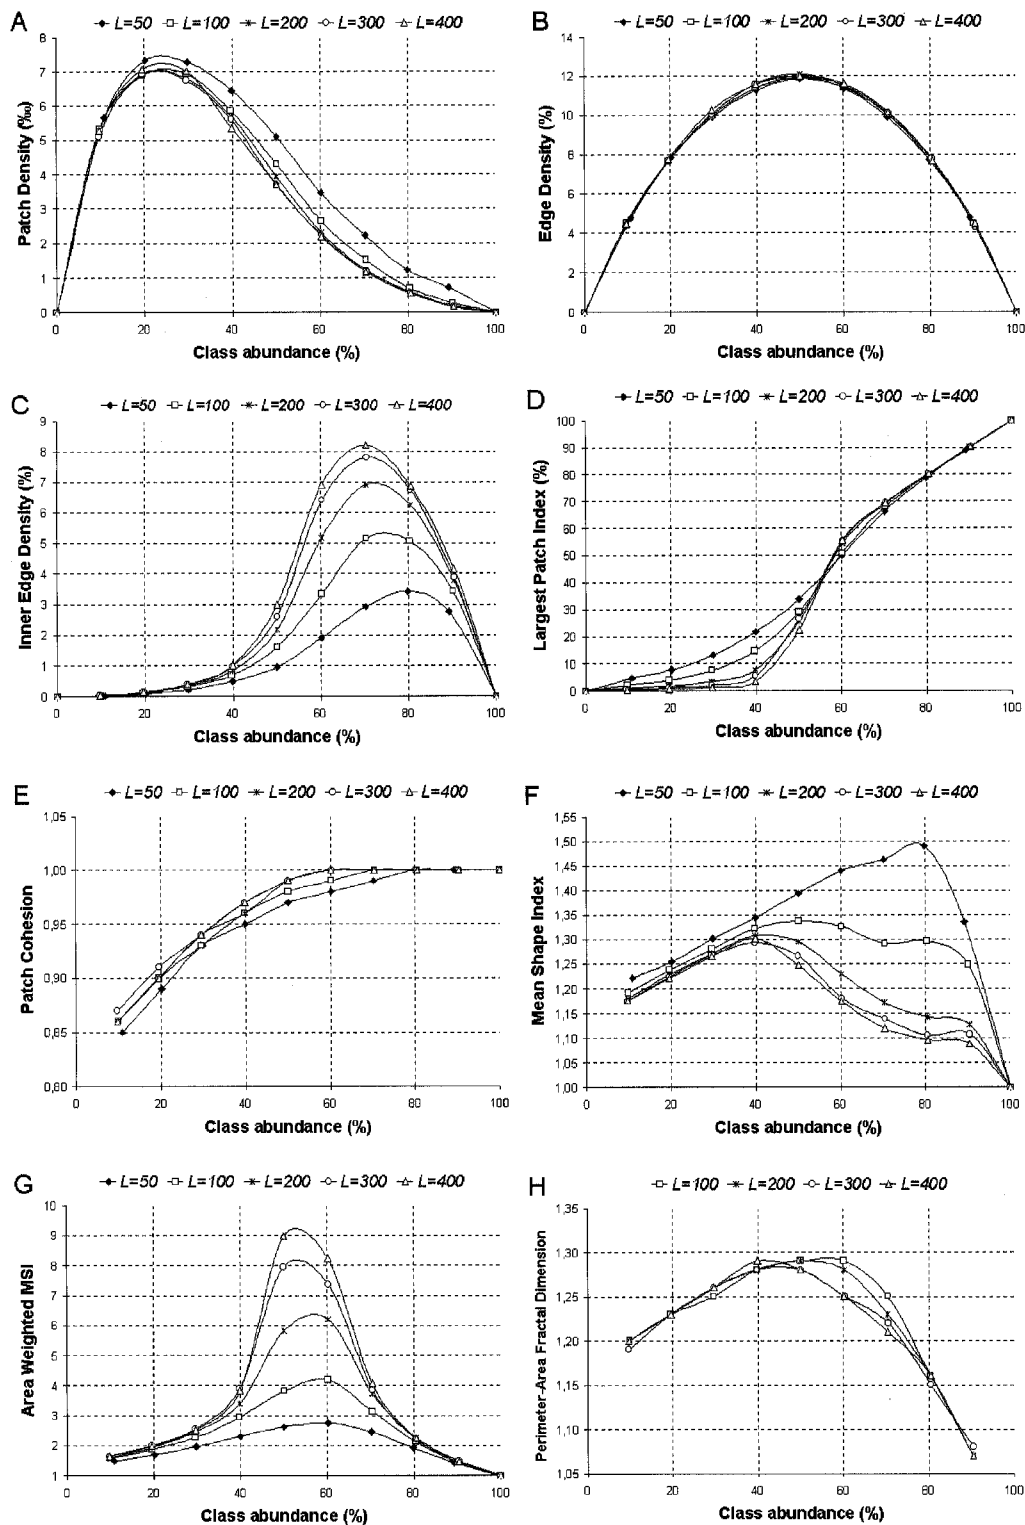 A
L=50 L=100 L=200 L=300 L=400
Patch Density (‰)
8
7
6
5
4
3
2
1
0
0 20 40 60 80 100
Class abundance (%)
B
L=50 L=100 L=200 L=300 L=400
Edge Density (%)
14
12
10
8
6
4
2
0
0 20 40 60 80 100
Class abundance (%)
C
L=50 L=100 L=200 L=300 L=400
Inner Edge Density (%)
9
8
7
6
5
4
3
2
1
0
0 20 40 60 80 100
Class abundance (%)
D
L=50 L=100 L=200 L=300 L=400
Largest Patch Index (%)
100
90
80
70
60
50
40
30
20
10
0
0 20 40 60 80 100
Class abundance (%)
E
L=50 L=100 L=200 L=300 L=400
Patch Cohesion
1,05
1,00
0,95
0,90
0,85
0,80
0 20 40 60 80 100
Class abundance (%)
F
L=50 L=100 L=200 L=300 L=400
Mean Shape Index
1,55
1,50
1,45
1,40
1,35
1,30
1,25
1,20
1,15
1,10
1,05
1,00
0 20 40 60 80 100
Class abundance (%)
G
L=50 L=100 L=200 L=300 L=400
Area Weighted MSI
10
9
8
7
6
5
4
3
2
1
0 20 40 60 80 100
Class abundance (%)
H
L=100 L=200 L=300 L=400
Perimeter-Area Fractal Dimension
1,35
1,30
1,25
1,20
1,15
1,10
1,05
0 20 40 60 80 100
Class abundance (%)